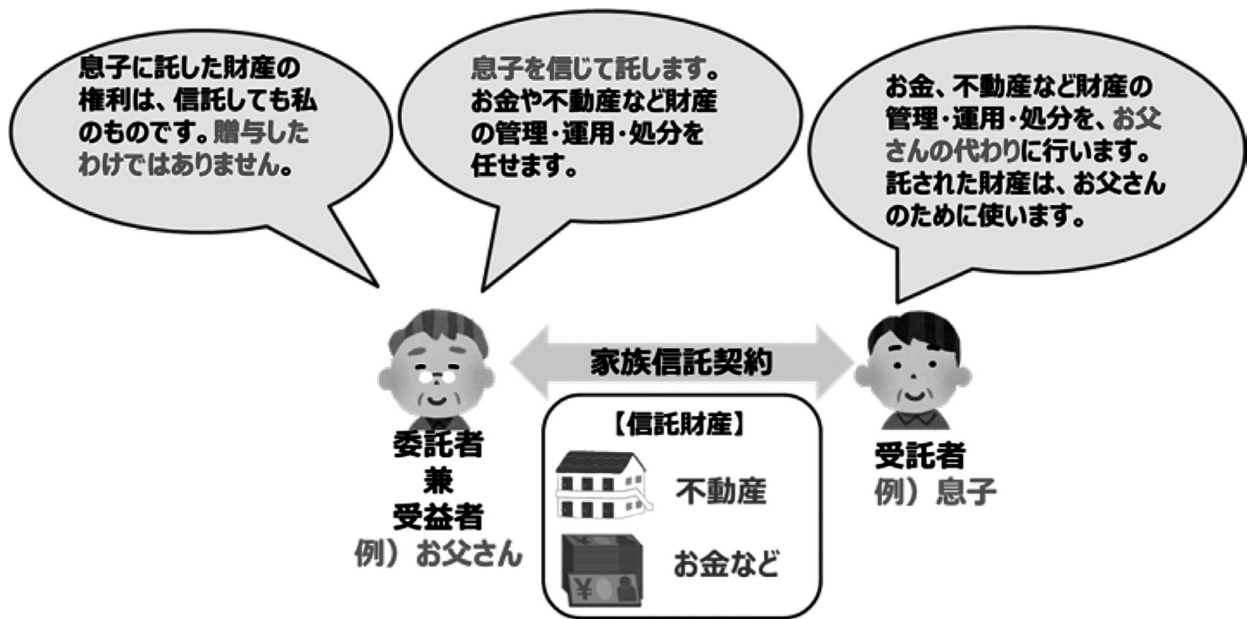 息子に託した財産の
権利は、信託しても私
のものです。贈与した
わけではありません。
息子を信じて託します。
お金や不動産など財産
の管理・運用・処分を
任せます。
お金、不動産など財産の
管理・運用・処分を、お父
さんの代わりに行います。
託された財産は、お父さん
のために使います。
家族信託契約
委託者
兼
受益者
例）お父さん
【信託財産】
不動産
お金など
¥
受託者
例）息子